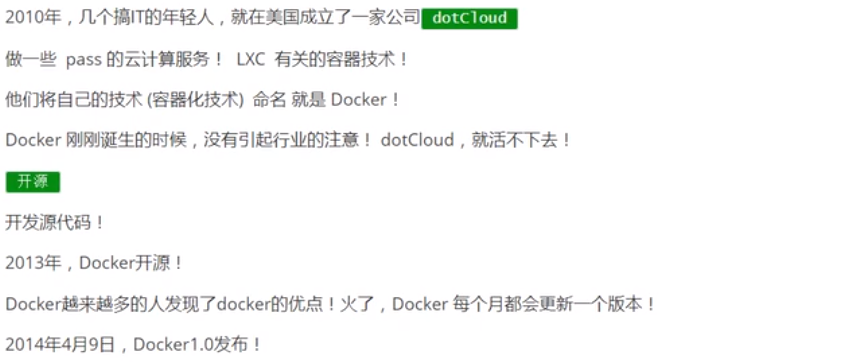 2010年，几个搞IT的年轻人，就在美国成立了一家公司 dotCloud
做一些 pass 的云计算服务！ LXC 有关的容器技术！
他们将自己的技术 (容器化技术) 命名 就是 Docker！
Docker 刚刚诞生的时候，没有引起行业的注意！ dotCloud，就活不下去！
开源
开发源代码！
2013年，Docker开源！
Docker越来越多的人发现了docker的优点！火了，Docker 每个月都会更新一个版本！
2014年4月9日，Docker1.0发布！